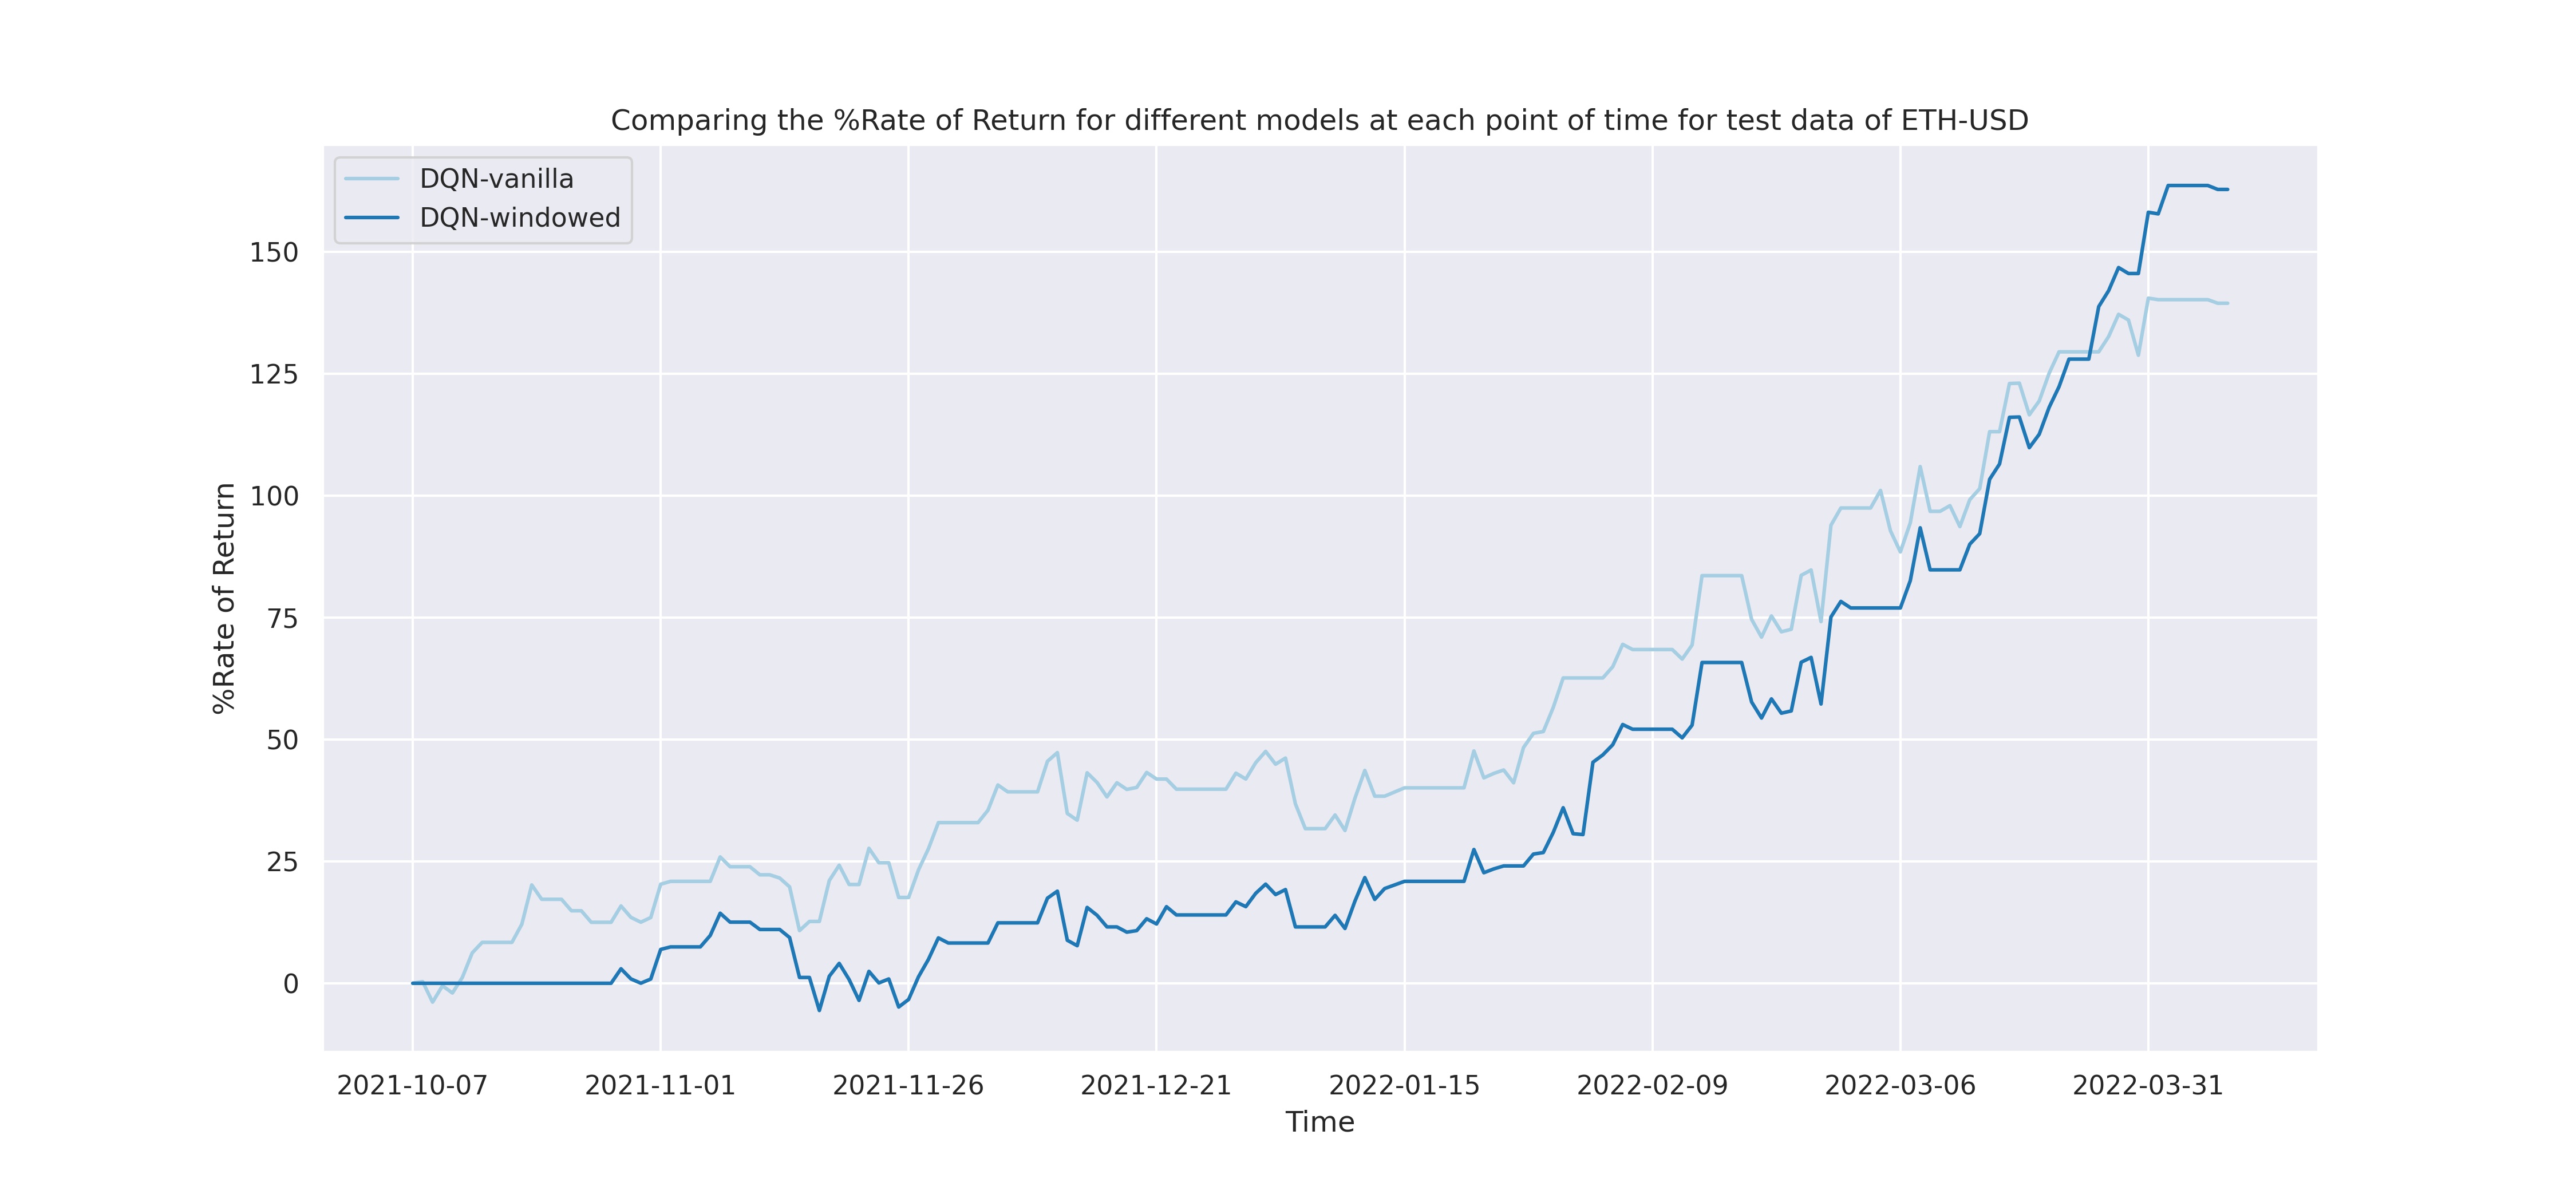 Comparing the %Rate of Return for different models at each point of time for test data of ETH-USD
DQN-vanilla
DQN-windowed
150
125
100
75
50
25
0
%Rate of Return
2021-10-07 2021-11-01 2021-11-26 2021-12-21 2022-01-15 2022-02-09 2022-03-06 2022-03-31
Time